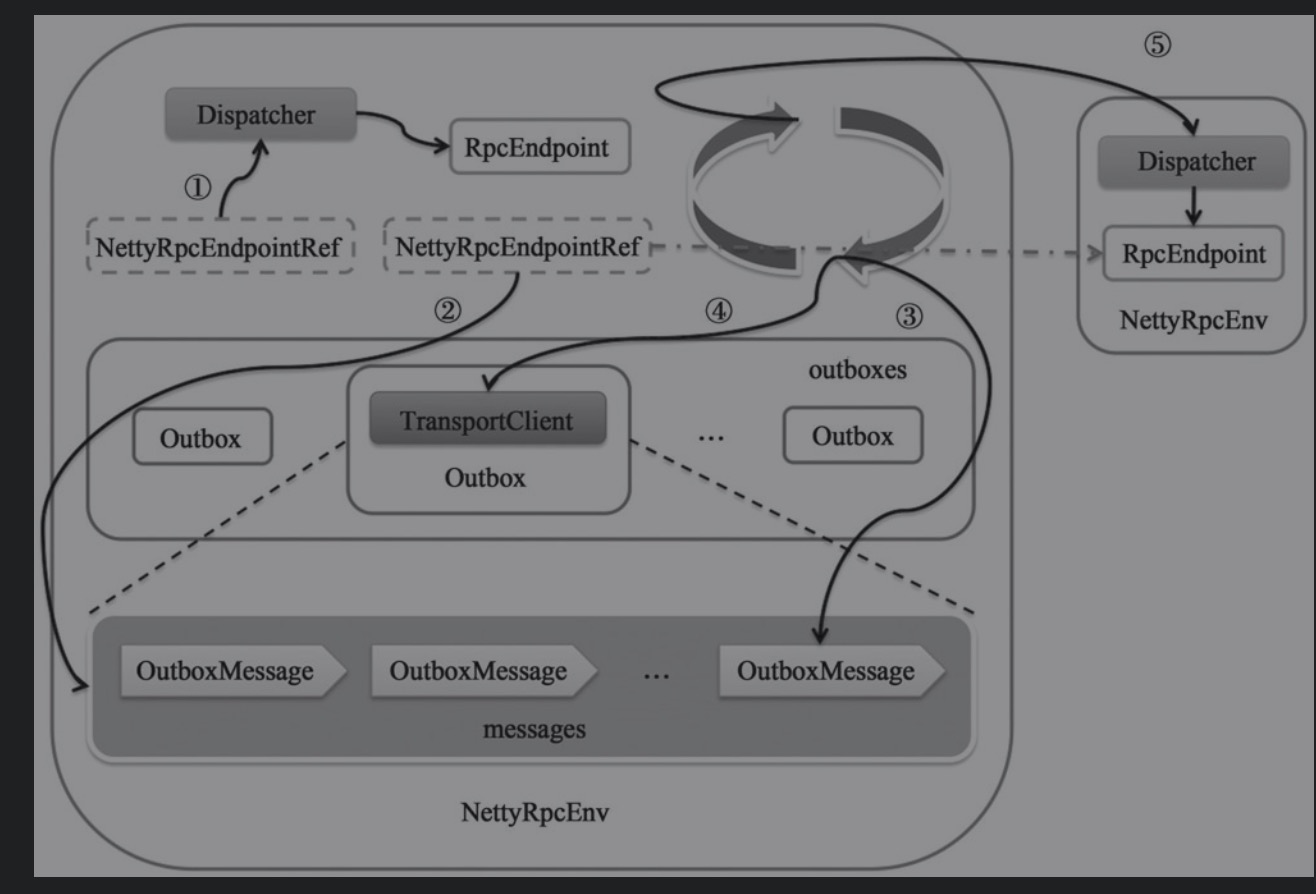 ⑤
Dispatcher
RpcEndpoint
Dispatcher
①
NettyRpcEndpointRef
NettyRpcEndpointRef
RpcEndpoint
②
④
③
NettyRpcEnv
outboxes
TransportClient
Outbox
...
Outbox
Outbox
OutboxMessage
OutboxMessage
...
OutboxMessage
messages
NettyRpcEnv